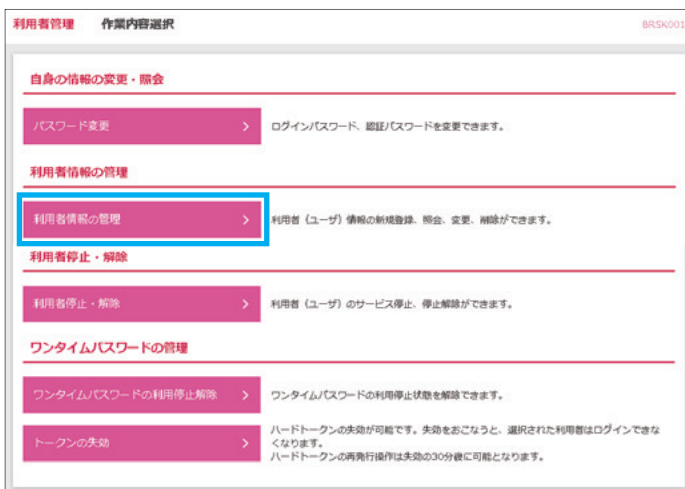 利用者管理 作業内容選択 BRSK001
自身の情報の変更・照会
パスワード変更 ログインパスワード、認証パスワードを変更できます。
利用者情報の管理
利用者情報の管理 利用者（ユーザ）情報の新規登録、照会、変更、削除ができます。
利用者停止・解除
利用者停止・解除 利用者（ユーザ）のサービス停止、停止解除ができます。
ワンタイムパスワードの管理
ワンタイムパスワードの利用停止解除 ワンタイムパスワードの利用停止状態を解除できます。
トークンの失効 ハードトークンの失効が可能です。失効をおこなうと、選択された利用者はログインできな
くなります。
ハードトークンの再発行操作は失効の30分後に可能となります。